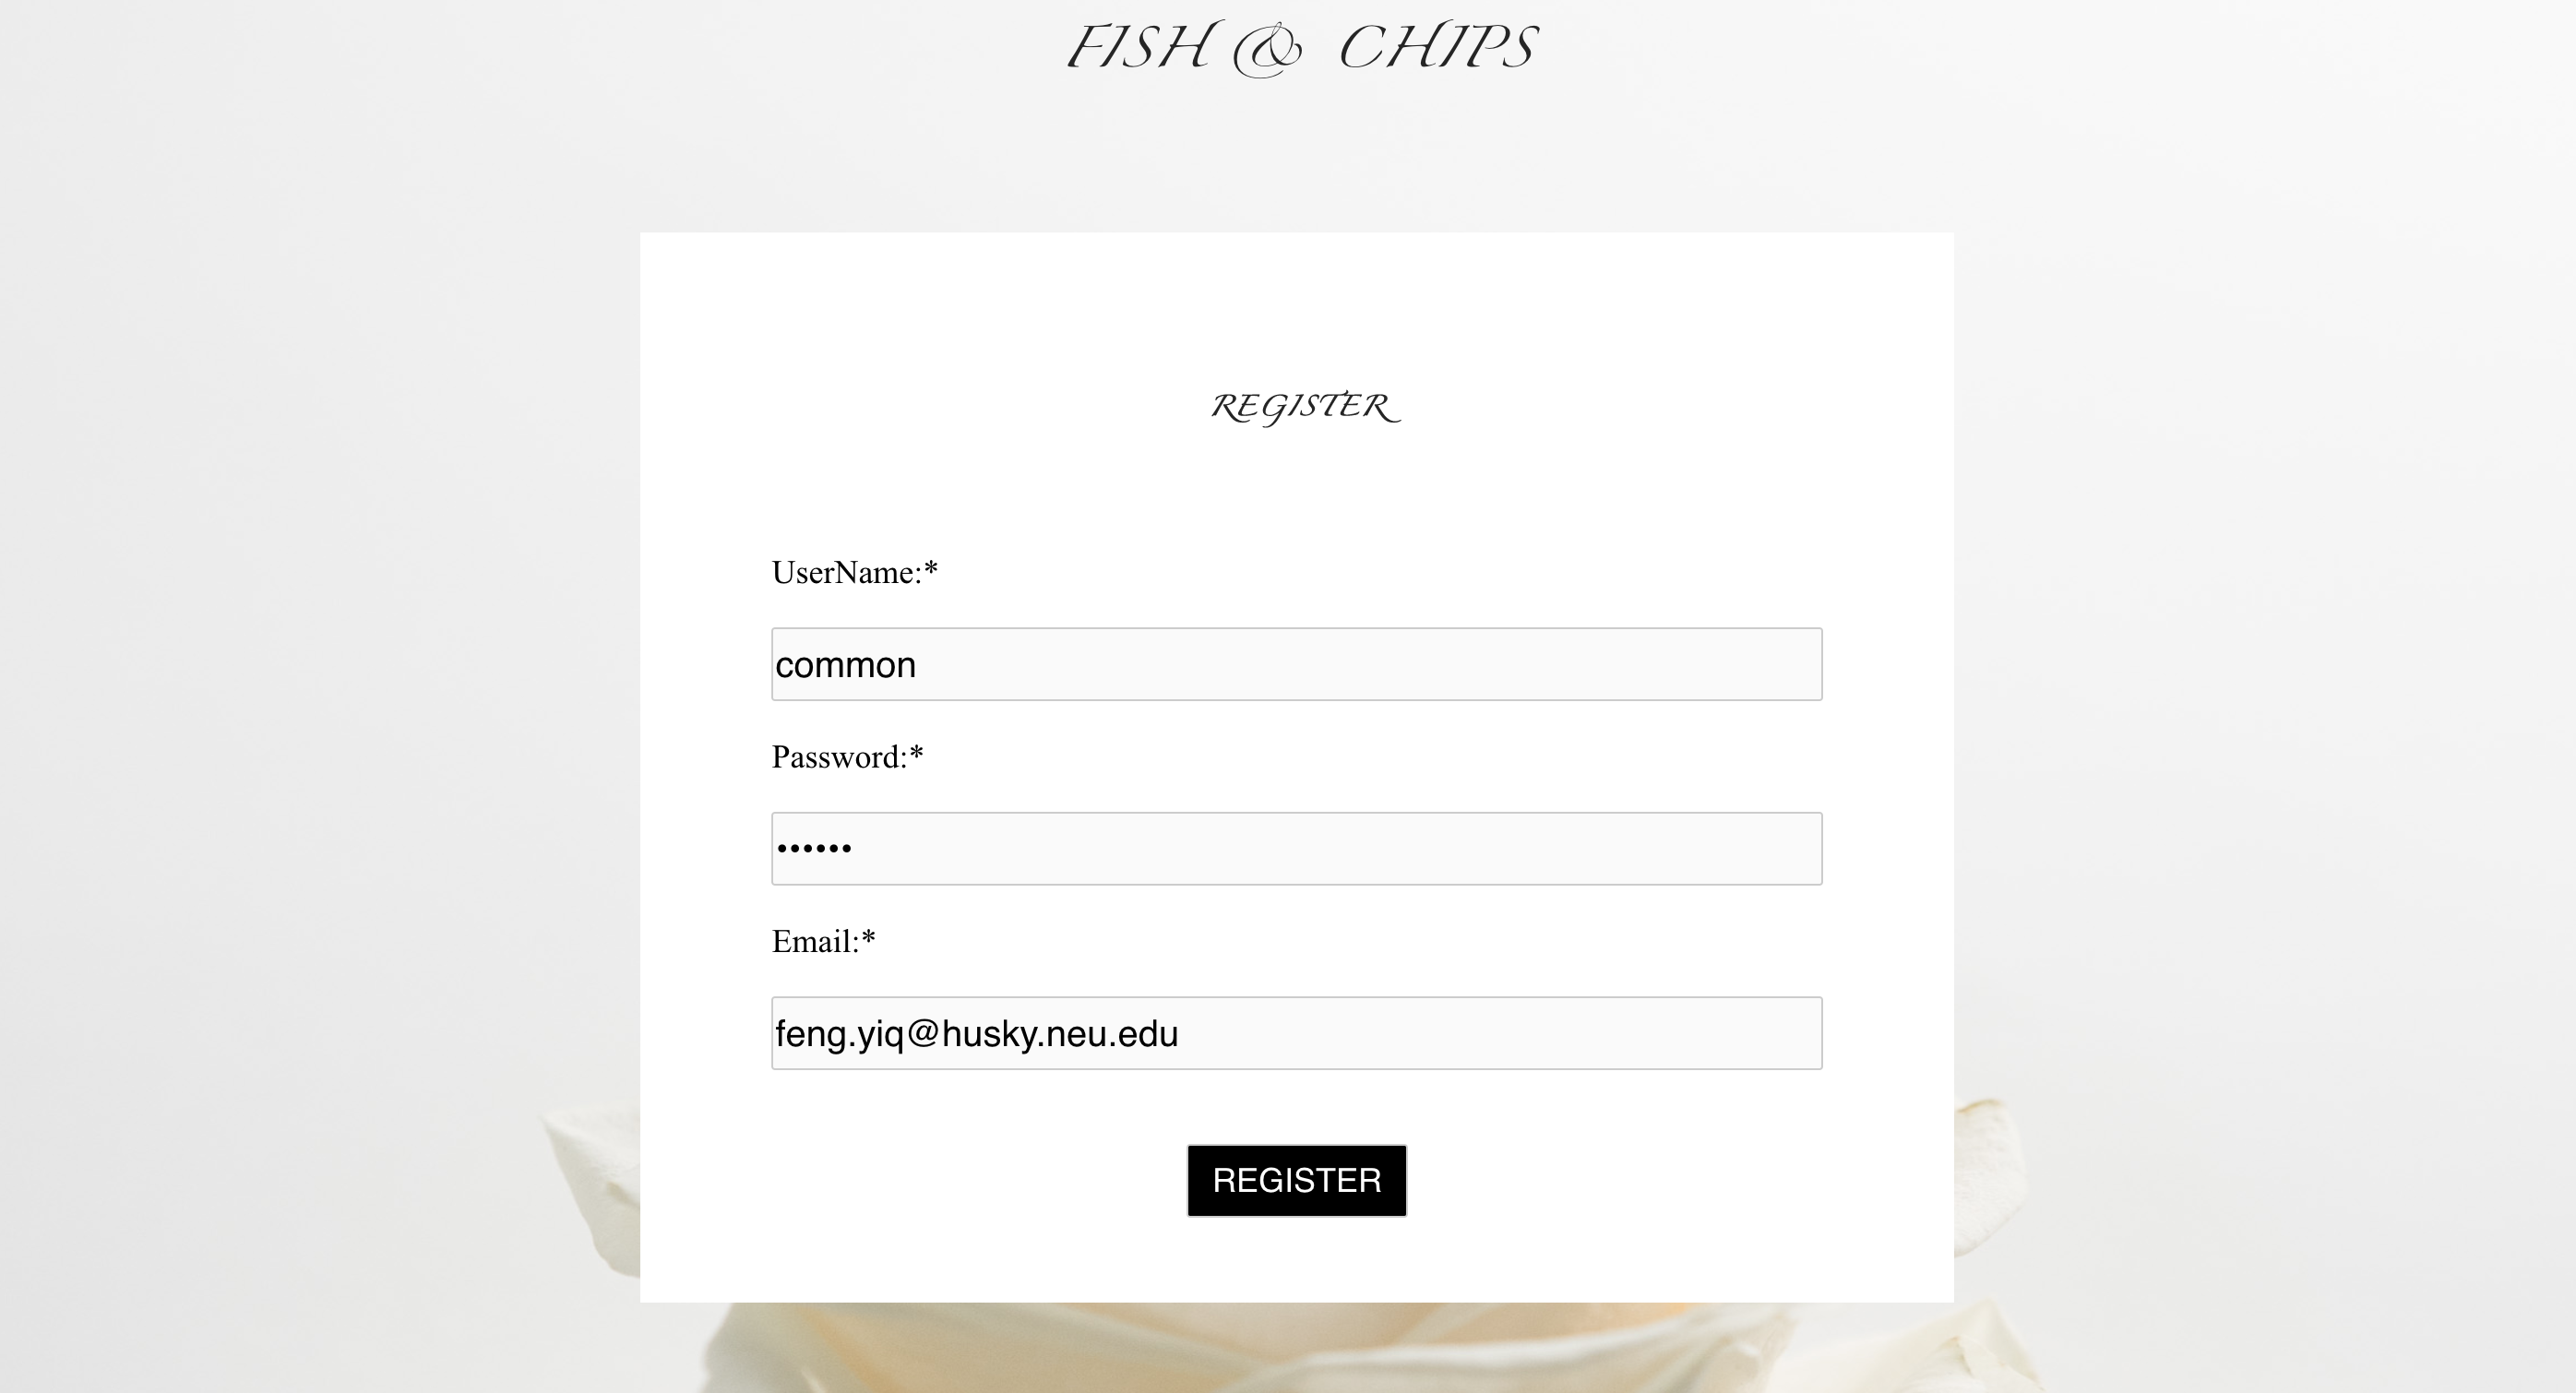 FISH & CHIPS
REGISTER
UserName:*
common
Password:*
••••••
Email:*
feng.yiq@husky.neu.edu
REGISTER